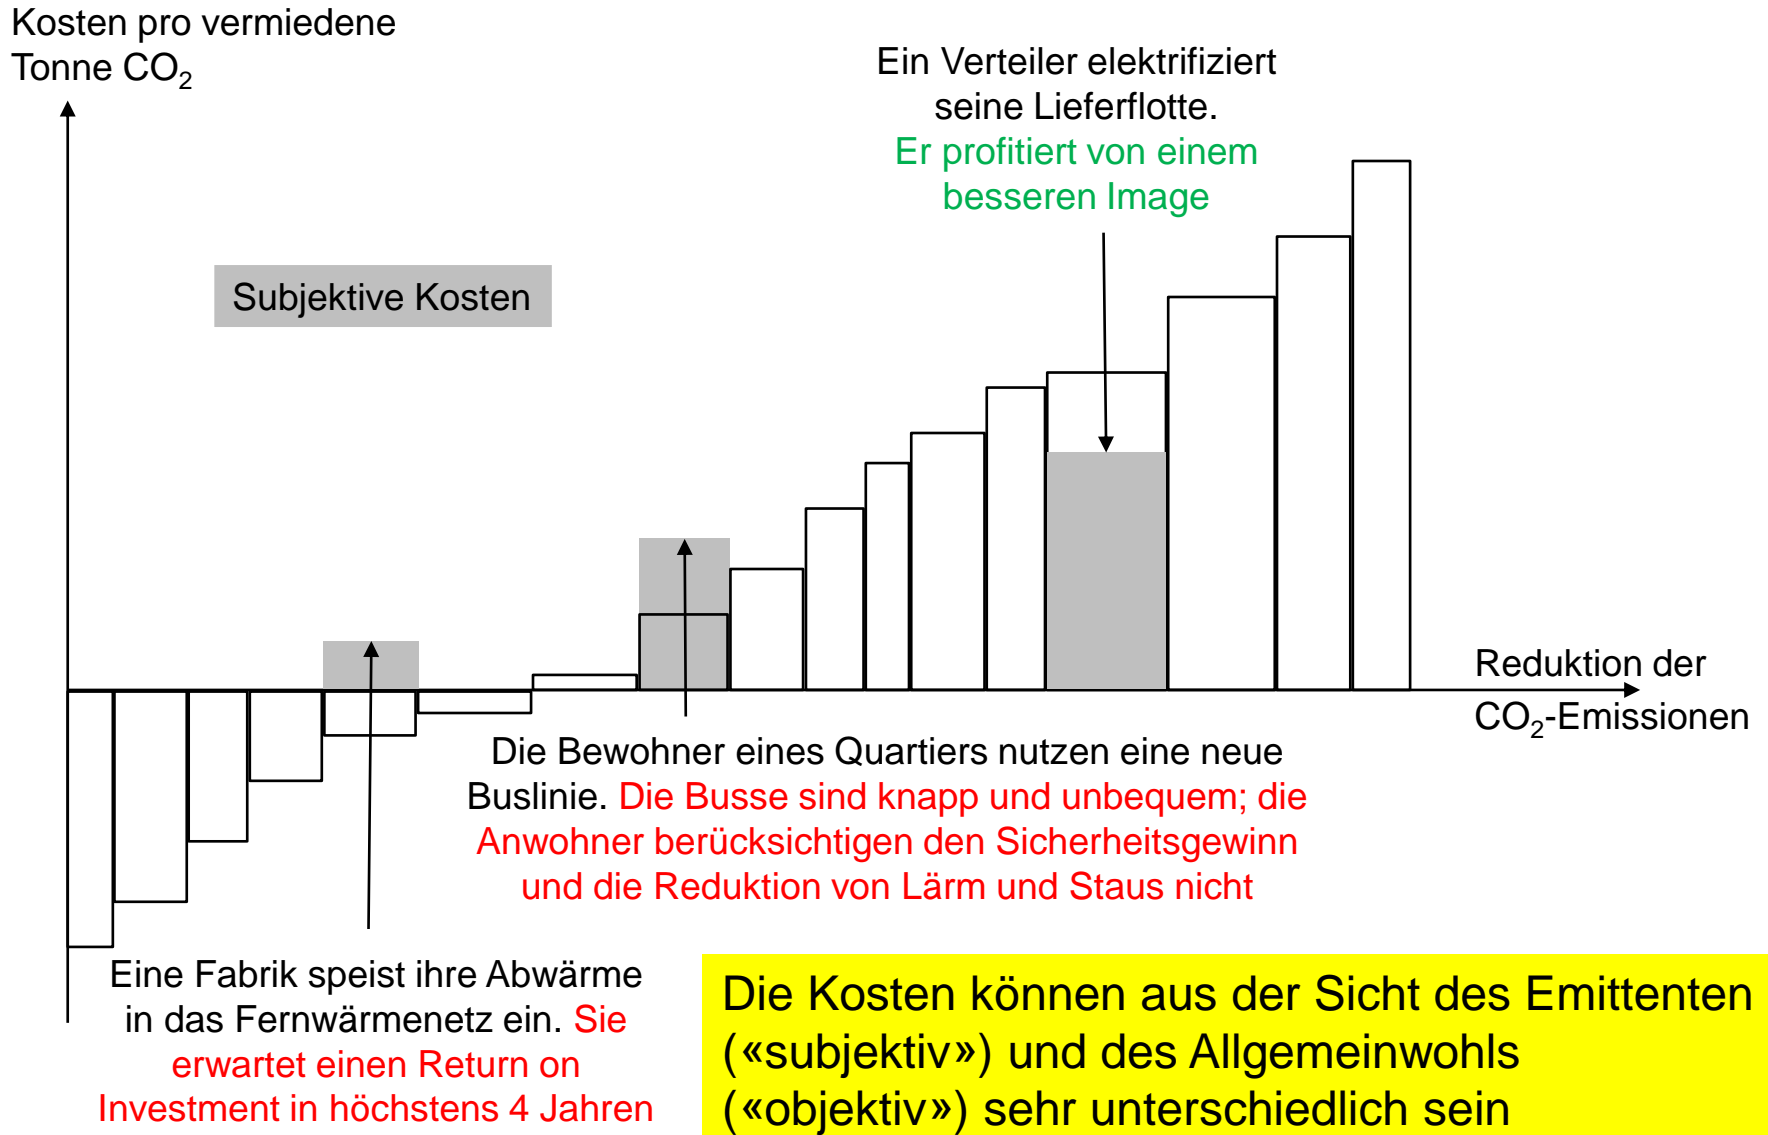 Kosten pro vermiedene
Tonne CO₂
Ein Verteiler elektrifiziert
seine Lieferflotte.
Er profitiert von einem
besseren Image
Subjektive Kosten
Reduktion der
CO₂-Emissionen
Die Bewohner eines Quartiers nutzen eine neue
Buslinie. Die Busse sind knapp und unbequem; die
Anwohner berücksichtigen den Sicherheitsgewinn
und die Reduktion von Lärm und Staus nicht
Eine Fabrik speist ihre Abwärme
in das Fernwärmenetz ein. Sie
erwartet einen Return on
Investment in höchstens 4 Jahren
Die Kosten können aus der Sicht des Emittenten
(«subjektiv») und des Allgemeinwohls
(«objektiv») sehr unterschiedlich sein